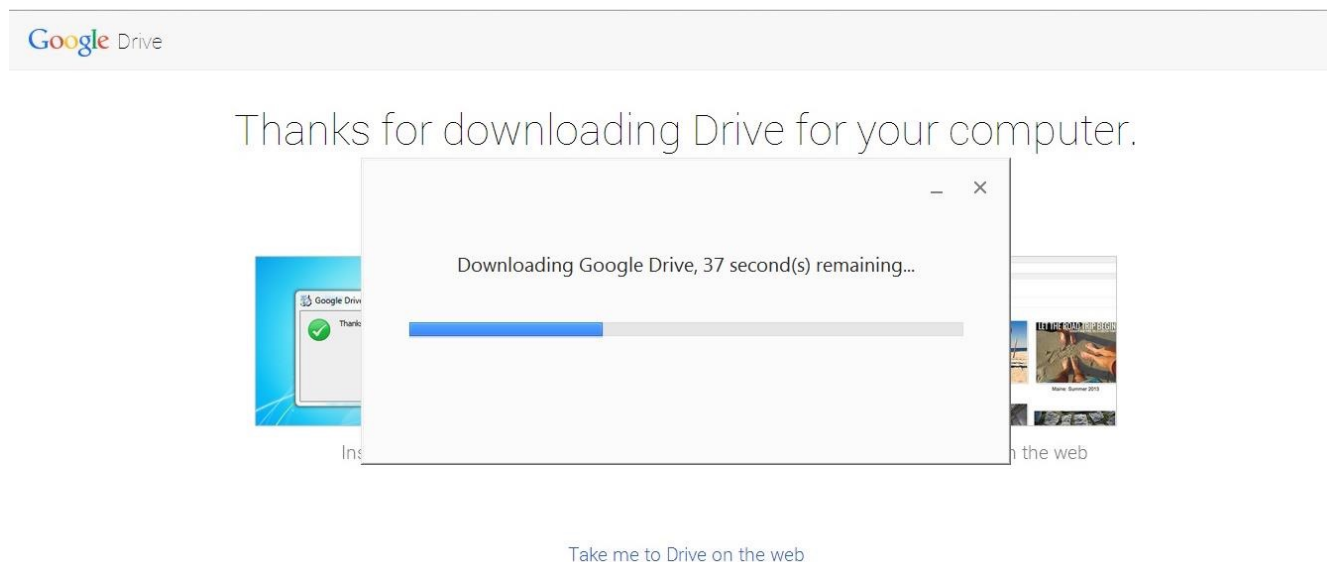 Google Drive
Thanks for downloading Drive for your computer.
Downloading Google Drive, 37 second(s) remaining...
Google Drive
Thanks
LET THE ROAD TRIP BEGIN
Maine: Summer 2013
the web
Take me to Drive on the web